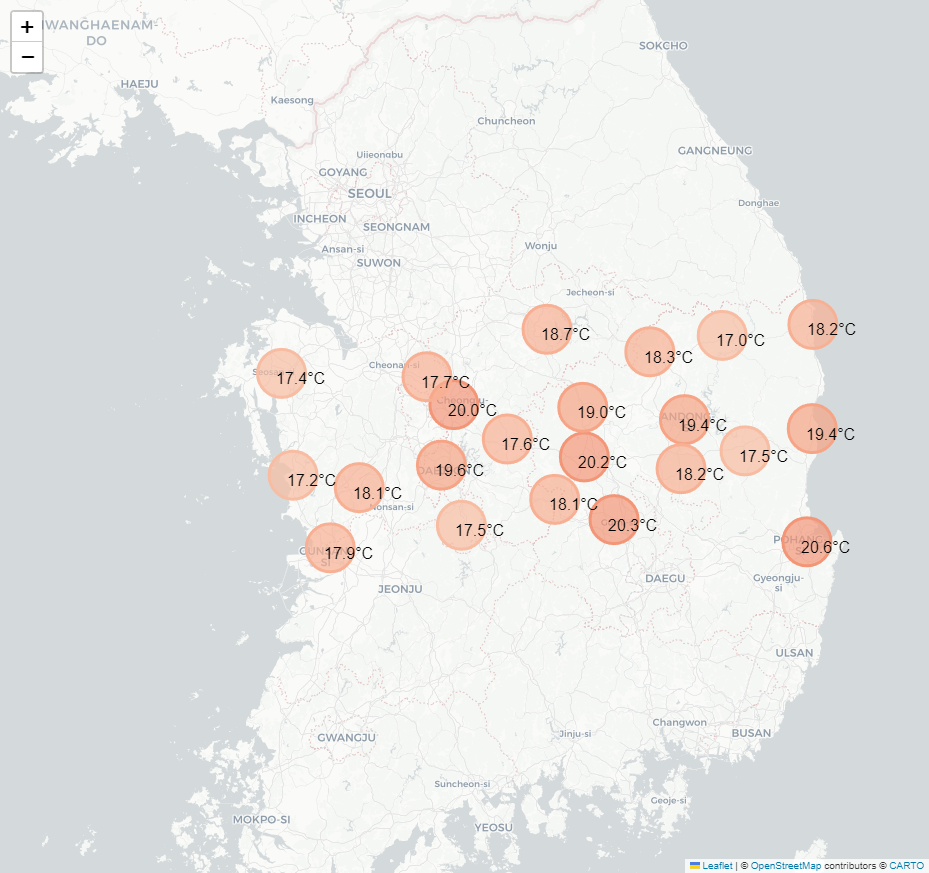 +
−
HWANGHAENAM-
DO
SOKCHO
HAEJU
Kaesong
Chuncheon
GANGNEUNG
Uijeongbu
GOYANG
SEOUL
Donghae
INCHEON
SEONGNAM
Ansan-si
Wonju
SUWON
Jecheon-si
18.7°C
18.2°C
17.0°C
18.3°C
Cheonan-si
17.4°C
17.7°C
20.0°C
19.0°C
ANDONG
19.4°C
19.4°C
17.6°C
17.5°C
20.2°C
19.6°C
18.2°C
17.2°C
18.1°C
18.1°C
Nonsan-si
17.5°C
20.3°C
17.9°C
POHANG-
SI
20.6°C
DAEGU
Gyeongju-
si
JEONJU
ULSAN
Changwon
BUSAN
Jinju-si
GWANGJU
Suncheon-si
Geoje-si
MOKPO-SI
YEOSU
Leaflet | © OpenStreetMap contributors © CARTO